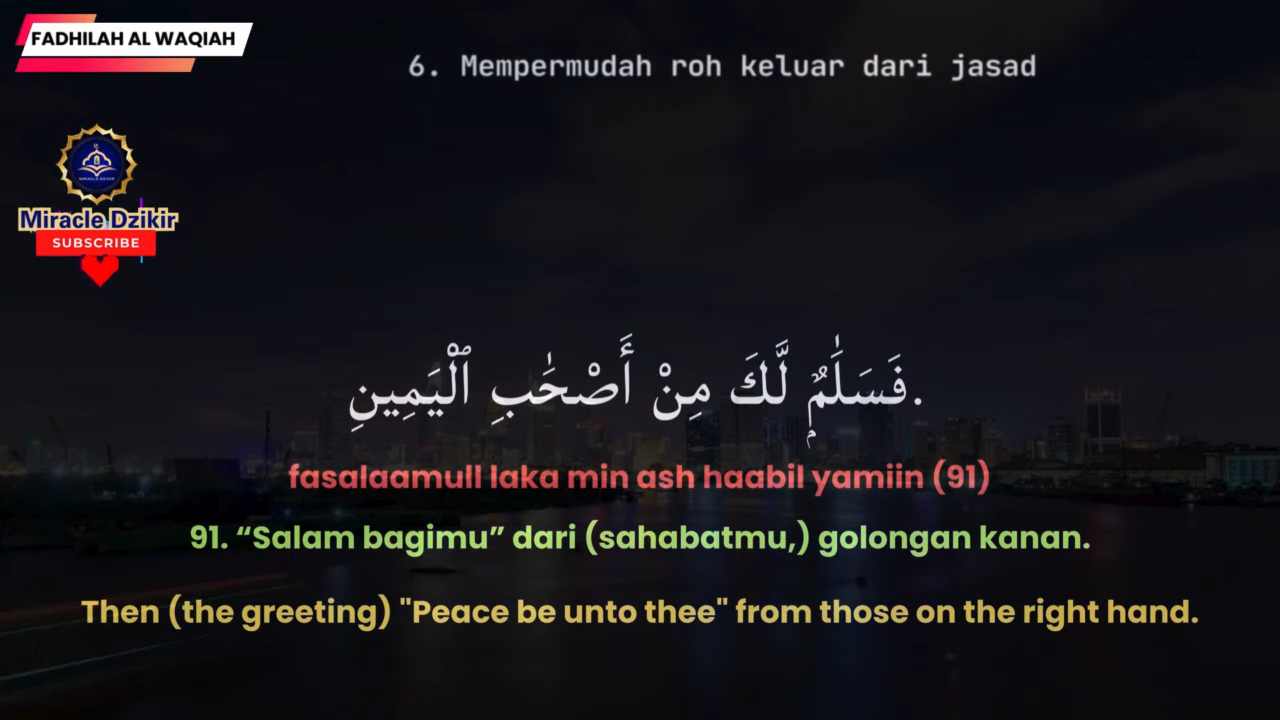 FADHILAH AL WAQIAH
6. Mempermudah roh keluar dari jasad
Miracle Dzikir
SUBSCRIBE
فَسَلَـٰمٌۭ لَّكَ مِنْ أَصْحَـٰبِ ٱلْيَمِينِ.
fasalaamull laka min ash haabil yamiin (91)
91. “Salam bagimu” dari (sahabatmu,) golongan kanan.
Then (the greeting) "Peace be unto thee" from those on the right hand.